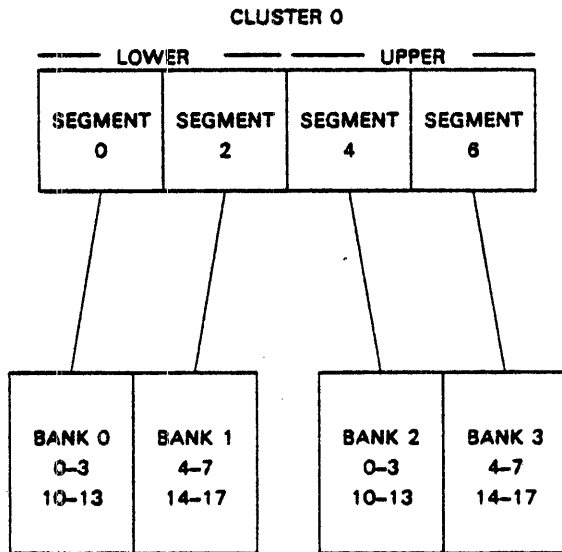 CLUSTER 0
LOWER UPPER
SEGMENT 0
SEGMENT 2
SEGMENT 4
SEGMENT 6
BANK 0
0–3
10–13
BANK 1
4–7
14–17
BANK 2
0–3
10–13
BANK 3
4–7
14–17